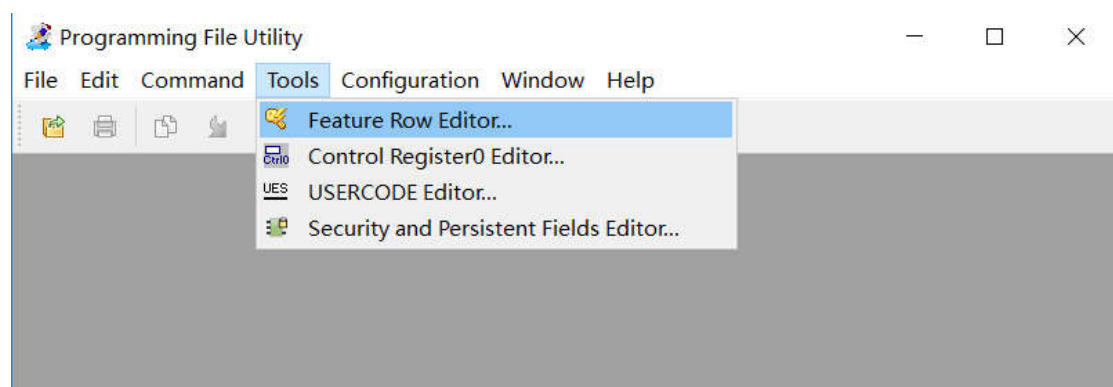 Programming File Utility
File Edit Command Tools Configuration Window Help
Feature Row Editor...
Ctrl0 Control Register0 Editor...
UES USERCODE Editor...
Security and Persistent Fields Editor...